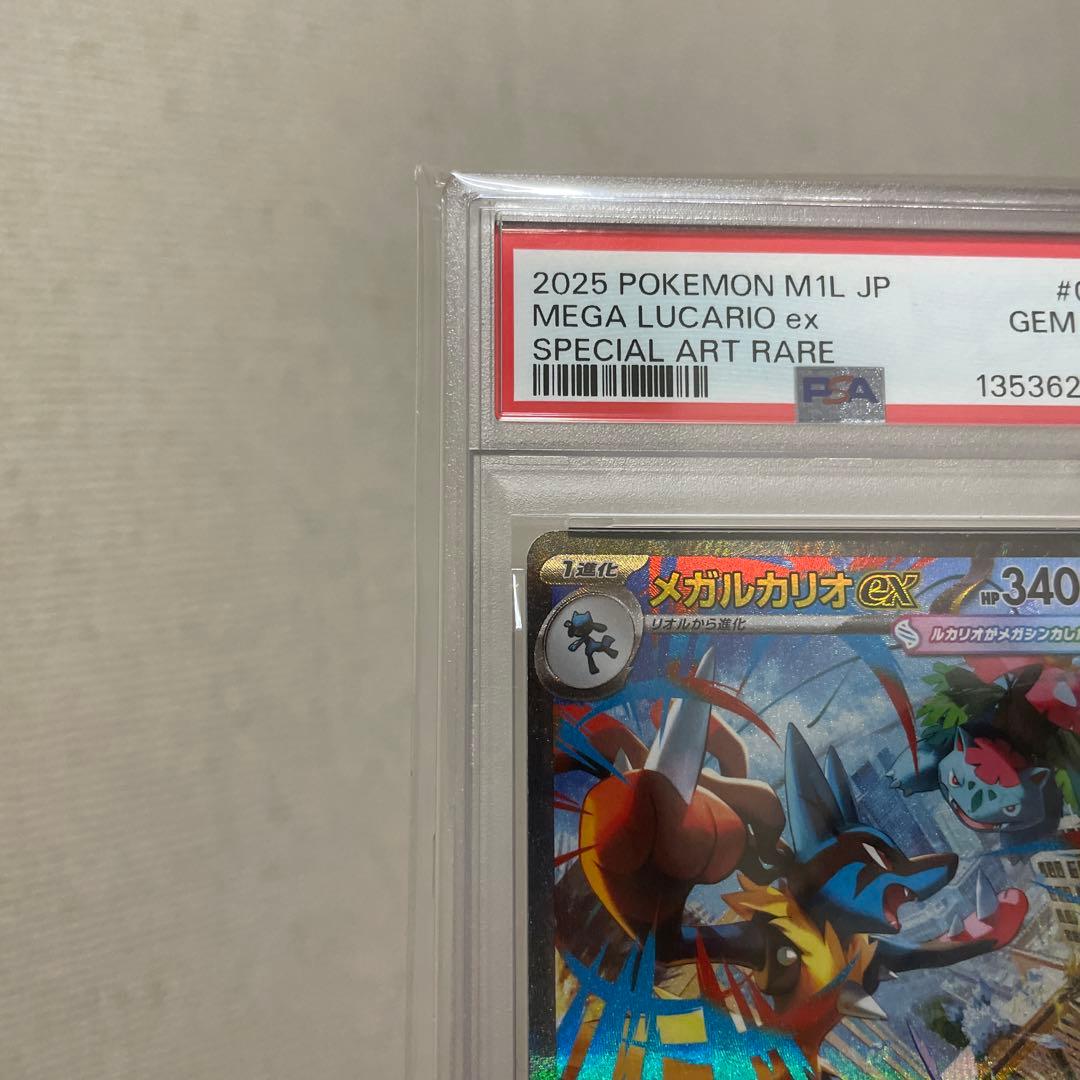 2025 POKEMON M1L JP
MEGA LUCARIO ex
SPECIAL ART RARE
GEM
135362
PSA
1進化
メガルカリオex
HP 340
リオルから進化
ルカリオがメガシンカし